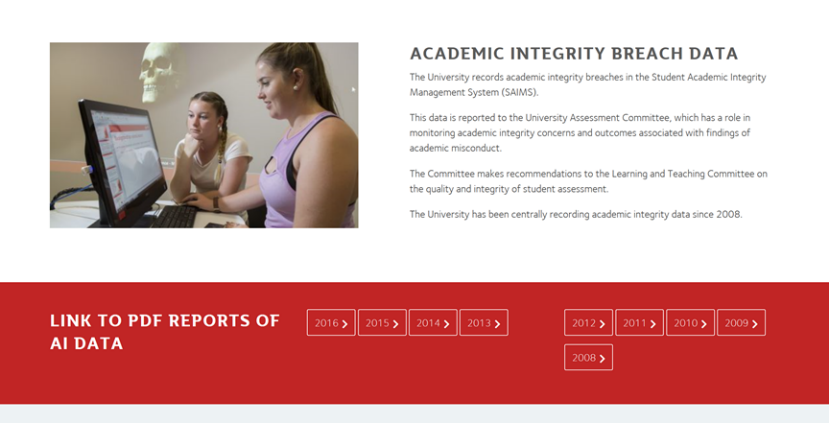 ACADEMIC INTEGRITY BREACH DATA
The University records academic integrity breaches in the Student Academic Integrity
Management System (SAIMS).
This data is reported to the University Assessment Committee, which has a role in
monitoring academic integrity concerns and outcomes associated with findings of
academic misconduct.
The Committee makes recommendations to the Learning and Teaching Committee on
the quality and integrity of student assessment.
The University has been centrally recording academic integrity data since 2008.
LINK TO PDF REPORTS OF
AI DATA
2016 2015 2014 2013
2012 2011 2010 2009
2008